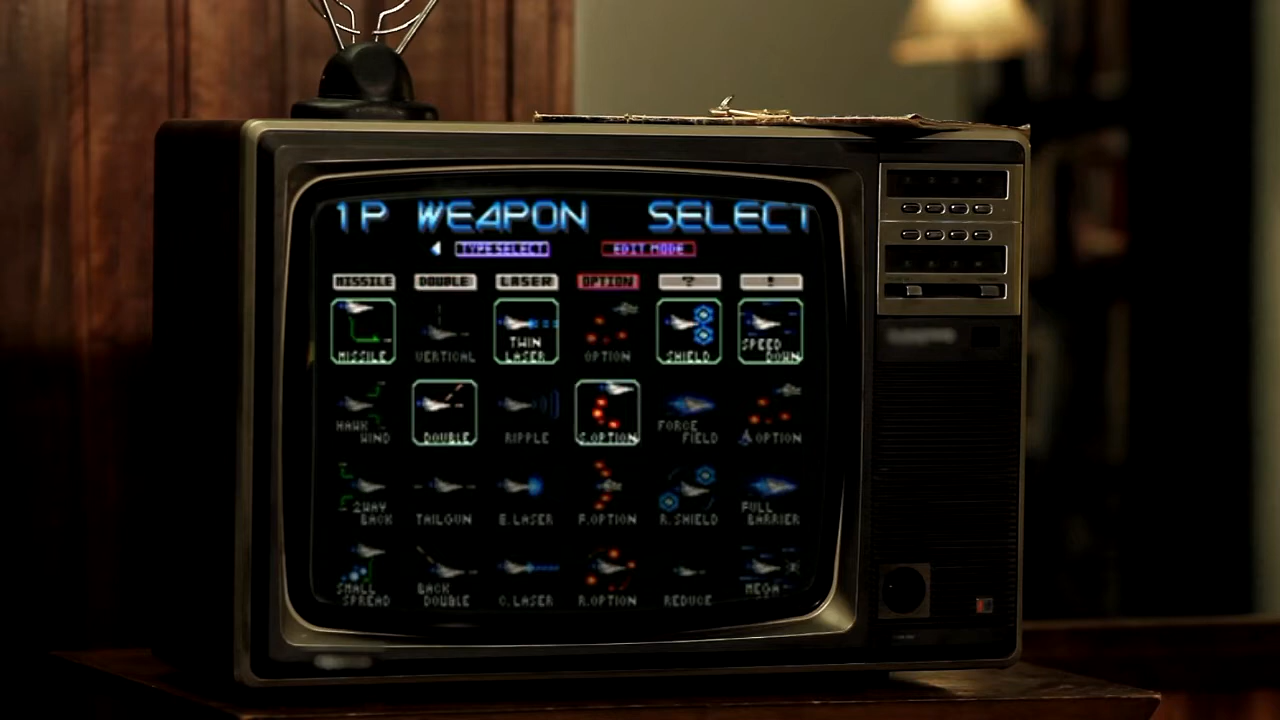 1P WEAPON SELECT
TYPE SELECT EDIT MODE
MISSILE DOUBLE LASER OPTION ? !
MISSILE VERTICAL TWIN LASER OPTION SHIELD SPEED DOWN
HAWK WIND DOUBLE RIPPLE S.OPTION FORCE FIELD OPTION
2WAY BACK TAILGUN E.LASER F.OPTION R.SHIELD FULL BARRIER
SMALL SPREAD BACK DOUBLE C.LASER R.OPTION REDUCE MEGA